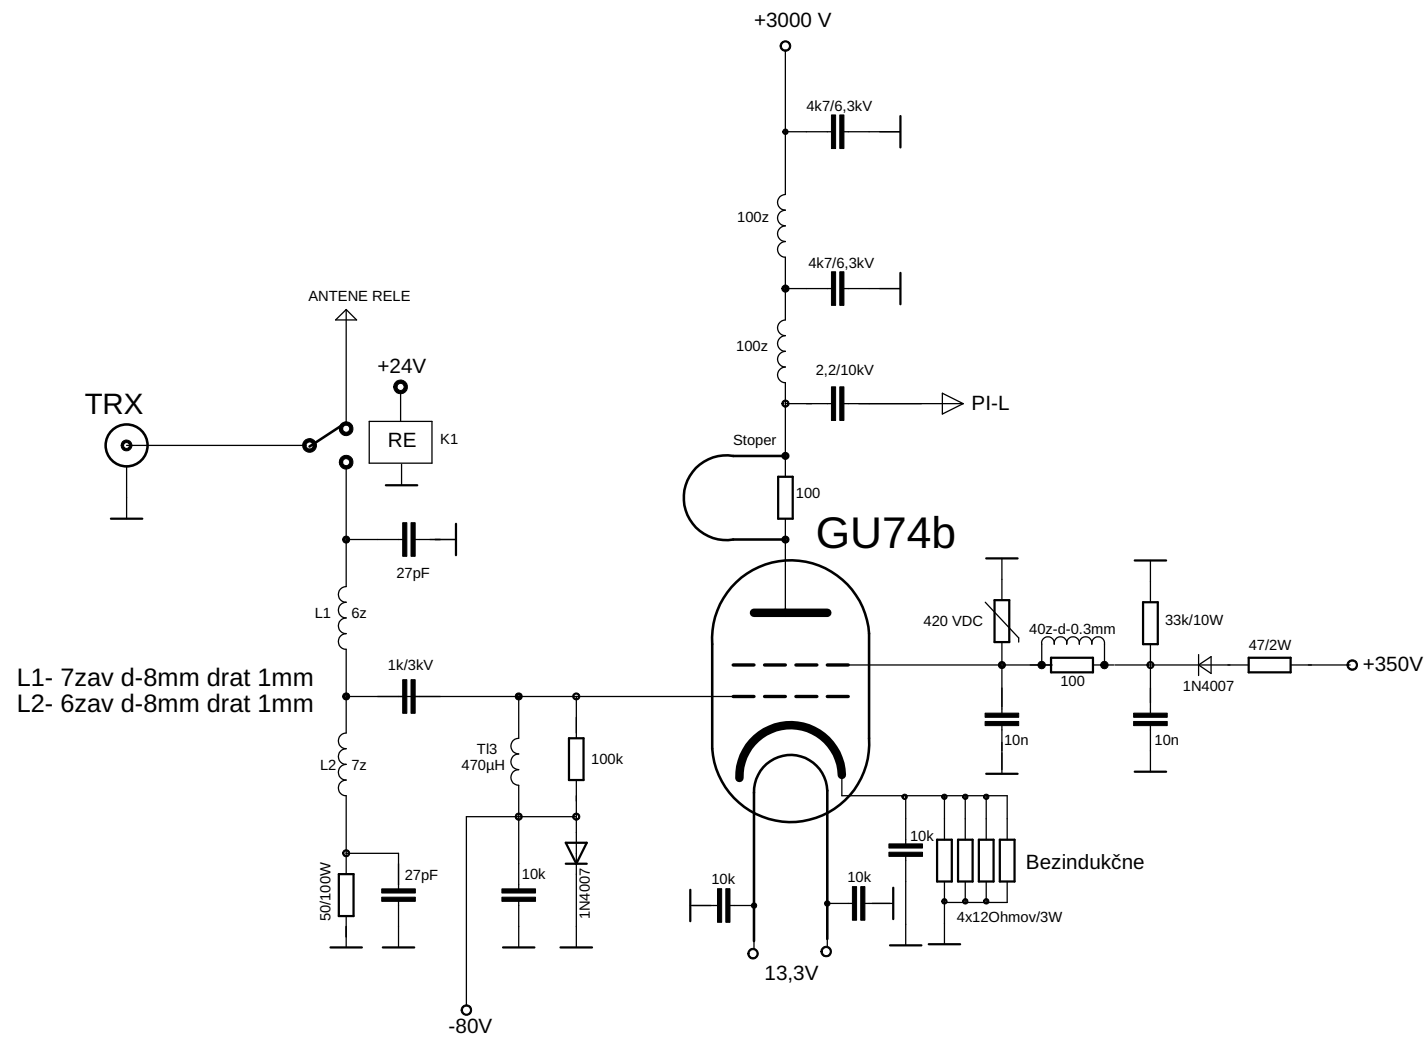 +3000 V
4k7/6,3kV
100z
4k7/6,3kV
100z
2,2/10kV
PI-L
ANTENE RELE
+24V
TRX
RE
K1
Stoper
100
GU74b
27pF
L1
6z
L1- 7zav d-8mm drat 1mm
L2- 6zav d-8mm drat 1mm
1k/3kV
L2
7z
Tl3
470µH
100k
50/100W
27pF
10k
1N4007
-80V
10k
10k
13,3V
10k
Bezindukčne
4x12Ohmov/3W
420 VDC
40z-d-0.3mm
100
33k/10W
47/2W
1N4007
+350V
10n
10n